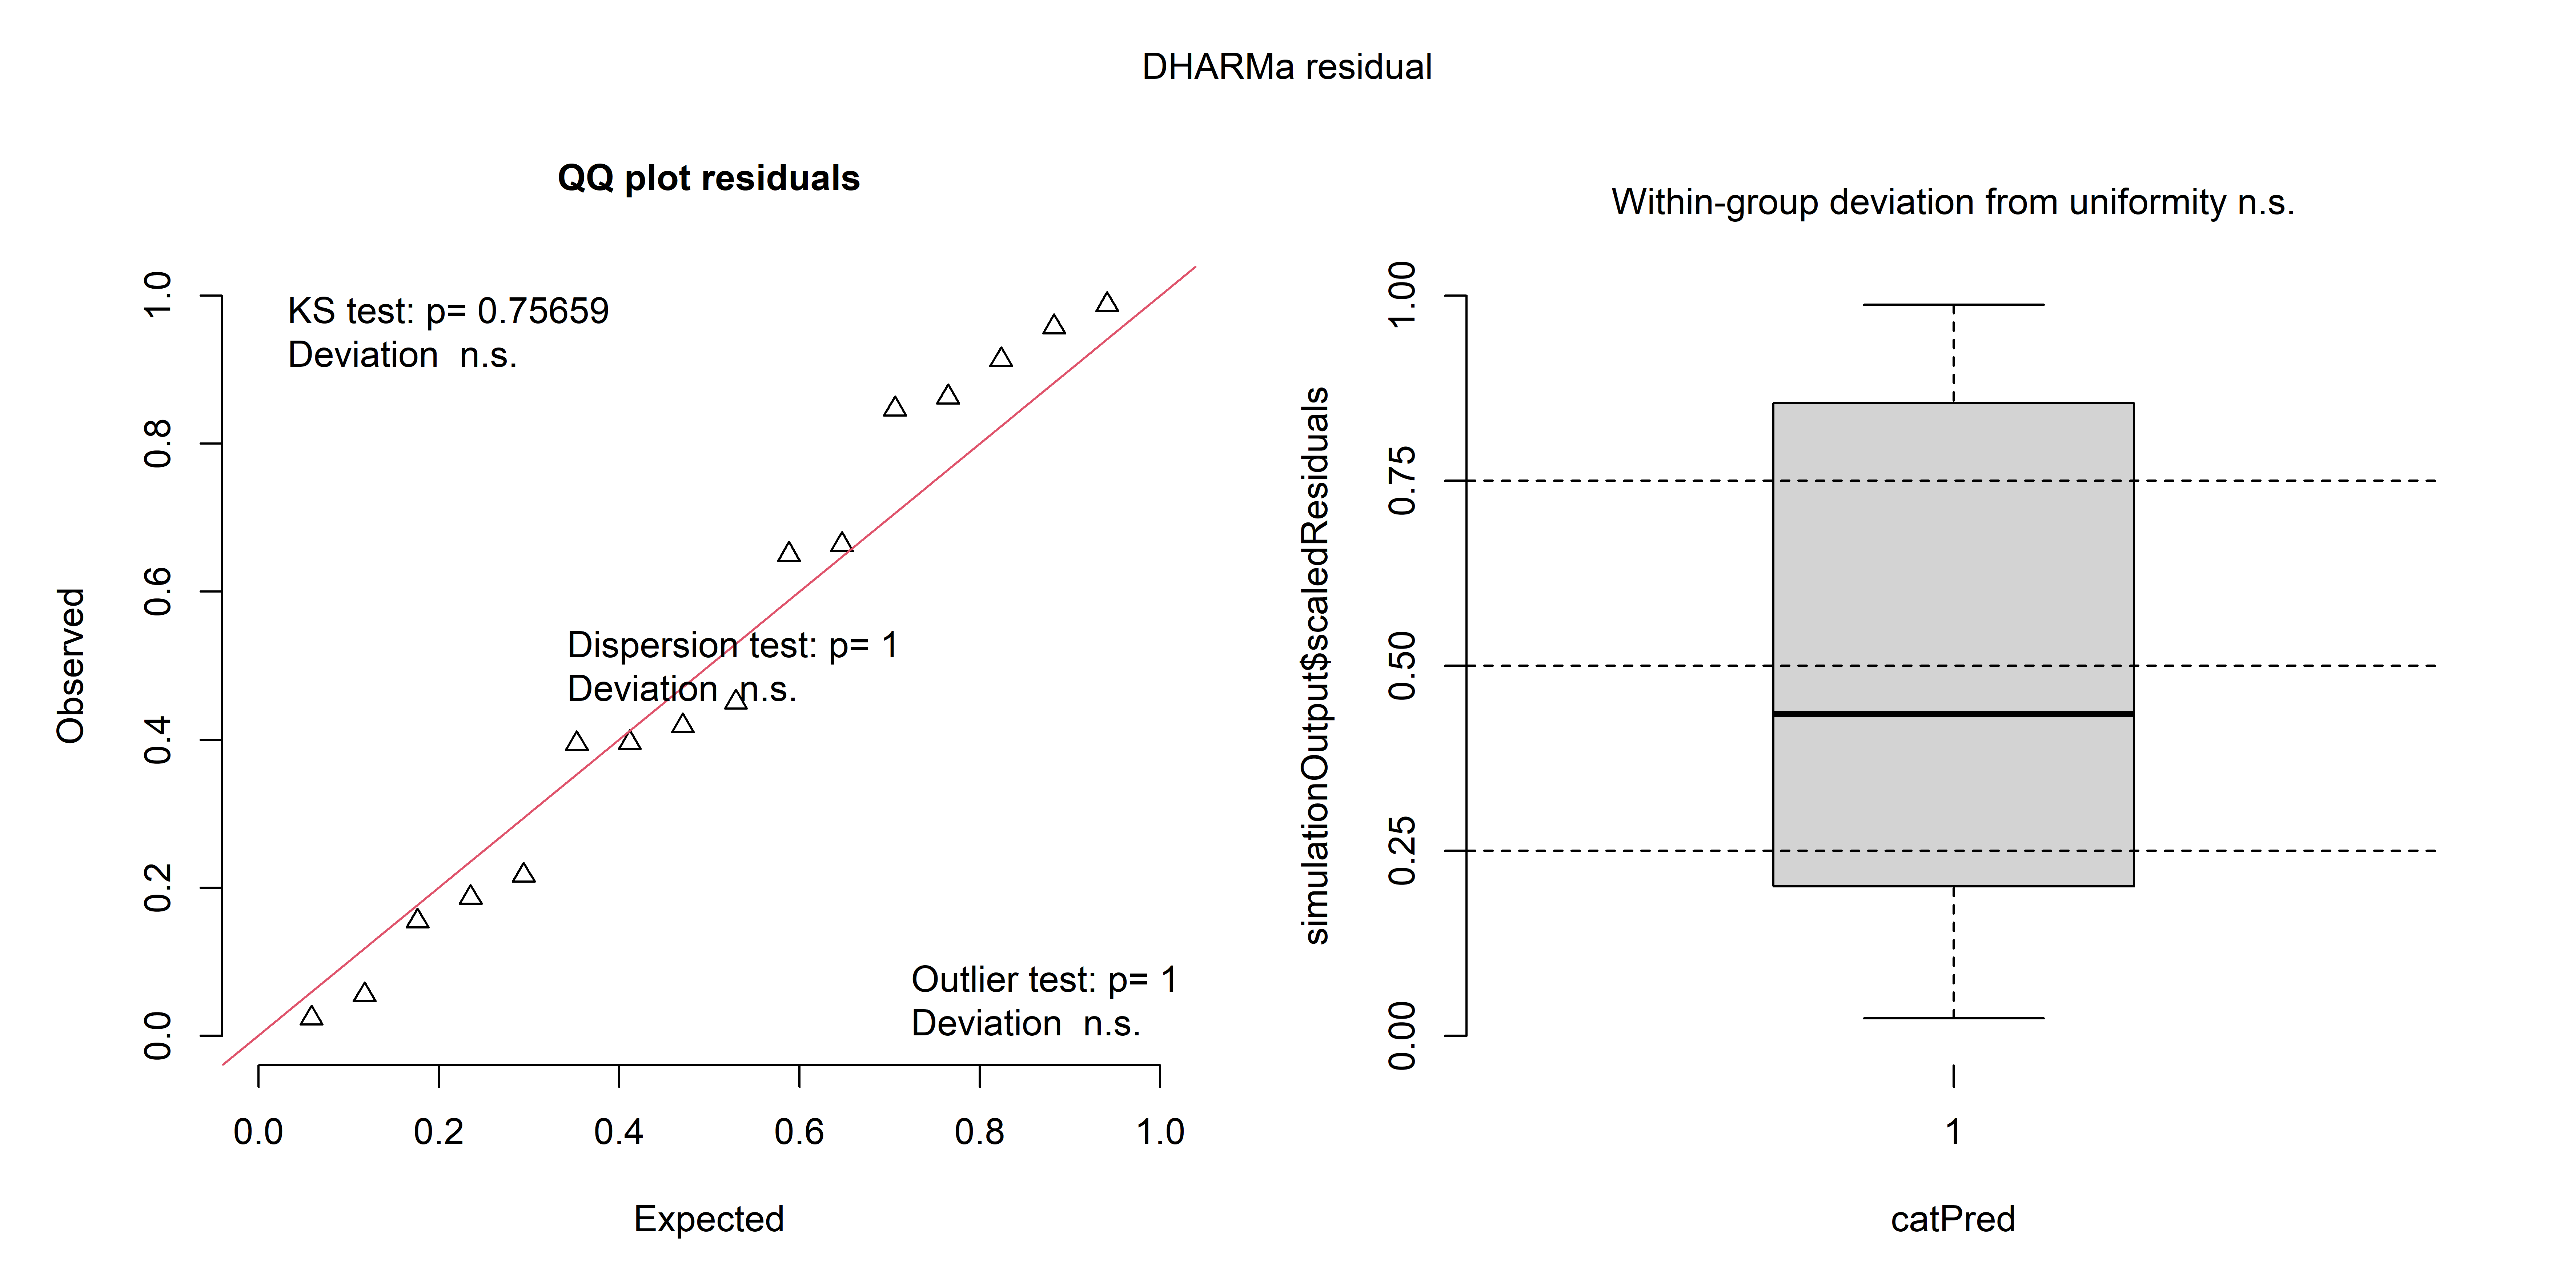 DHARMa residual
QQ plot residuals
KS test: p= 0.75659
Deviation  n.s.
Dispersion test: p= 1
Deviation  n.s.
Outlier test: p= 1
Deviation  n.s.
Observed
1.0
0.8
0.6
0.4
0.2
0.0
0.0 0.2 0.4 0.6 0.8 1.0
Expected
Within-group deviation from uniformity n.s.
simulationOutput$scaledResiduals
1.00
0.75
0.50
0.25
0.00
1
catPred